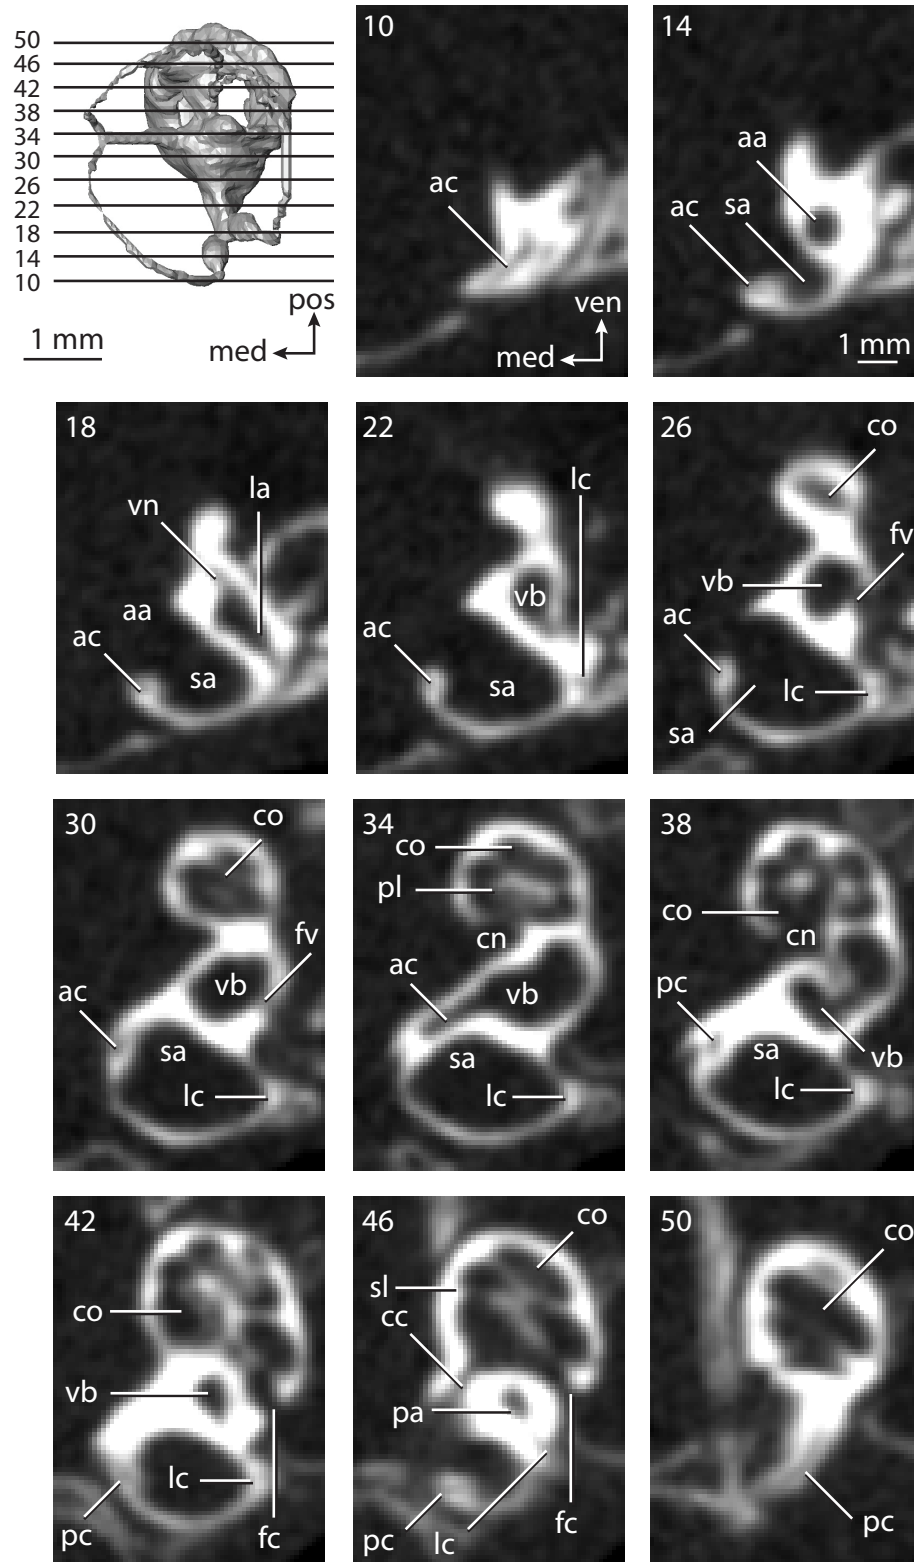 50
46
42
38
34
30
26
22
18
14
10
pos
med
1 mm
10
ac
ven
med
14
aa
ac
sa
1 mm
18
la
vn
aa
ac
sa
22
lc
vb
ac
sa
26
co
fv
vb
ac
lc
sa
30
co
fv
vb
ac
sa
lc
34
co
pl
cn
ac
vb
sa
lc
38
co
cn
pc
sa
vb
lc
42
co
vb
lc
pc
fc
46
co
sl
cc
pa
pc
lc
fc
50
co
pc